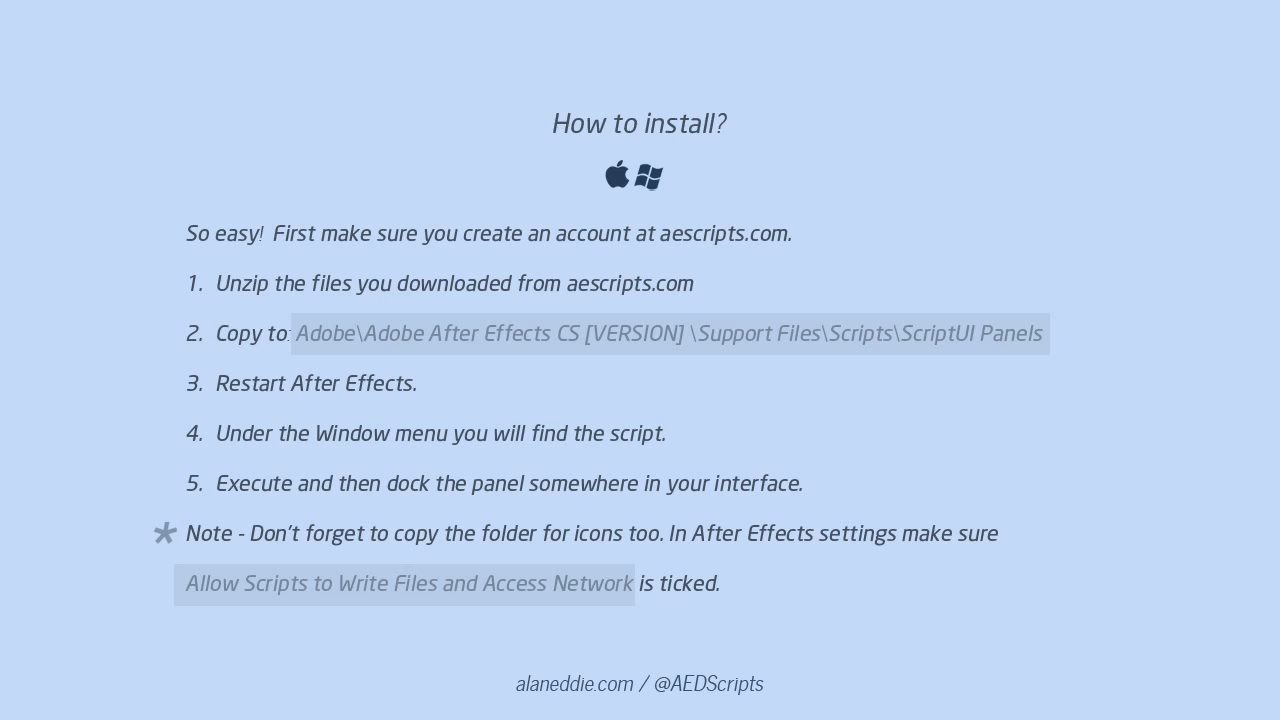 How to install?
So easy!  First make sure you create an account at aescripts.com.
1. Unzip the files you downloaded from aescripts.com
2. Copy to: Adobe\Adobe After Effects CS [VERSION] \Support Files\Scripts\ScriptUI Panels
3. Restart After Effects.
4. Under the Window menu you will find the script.
5. Execute and then dock the panel somewhere in your interface.
* Note - Don't forget to copy the folder for icons too. In After Effects settings make sure
Allow Scripts to Write Files and Access Network is ticked.
alaneddie.com / @AEDScripts